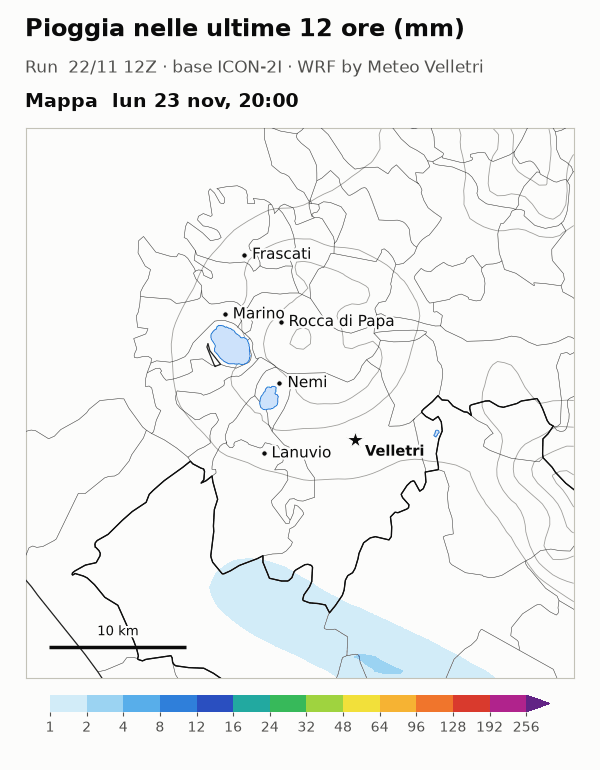 Pioggia nelle ultime 12 ore (mm)
Run  22/11 12Z · base ICON-2I · WRF by Meteo Velletri
Mappa  lun 23 nov, 20:00
Frascati
Marino
Rocca di Papa
Nemi
Velletri
Lanuvio
10 km
1 2 4 8 12 16 24 32 48 64 96 128 192 256